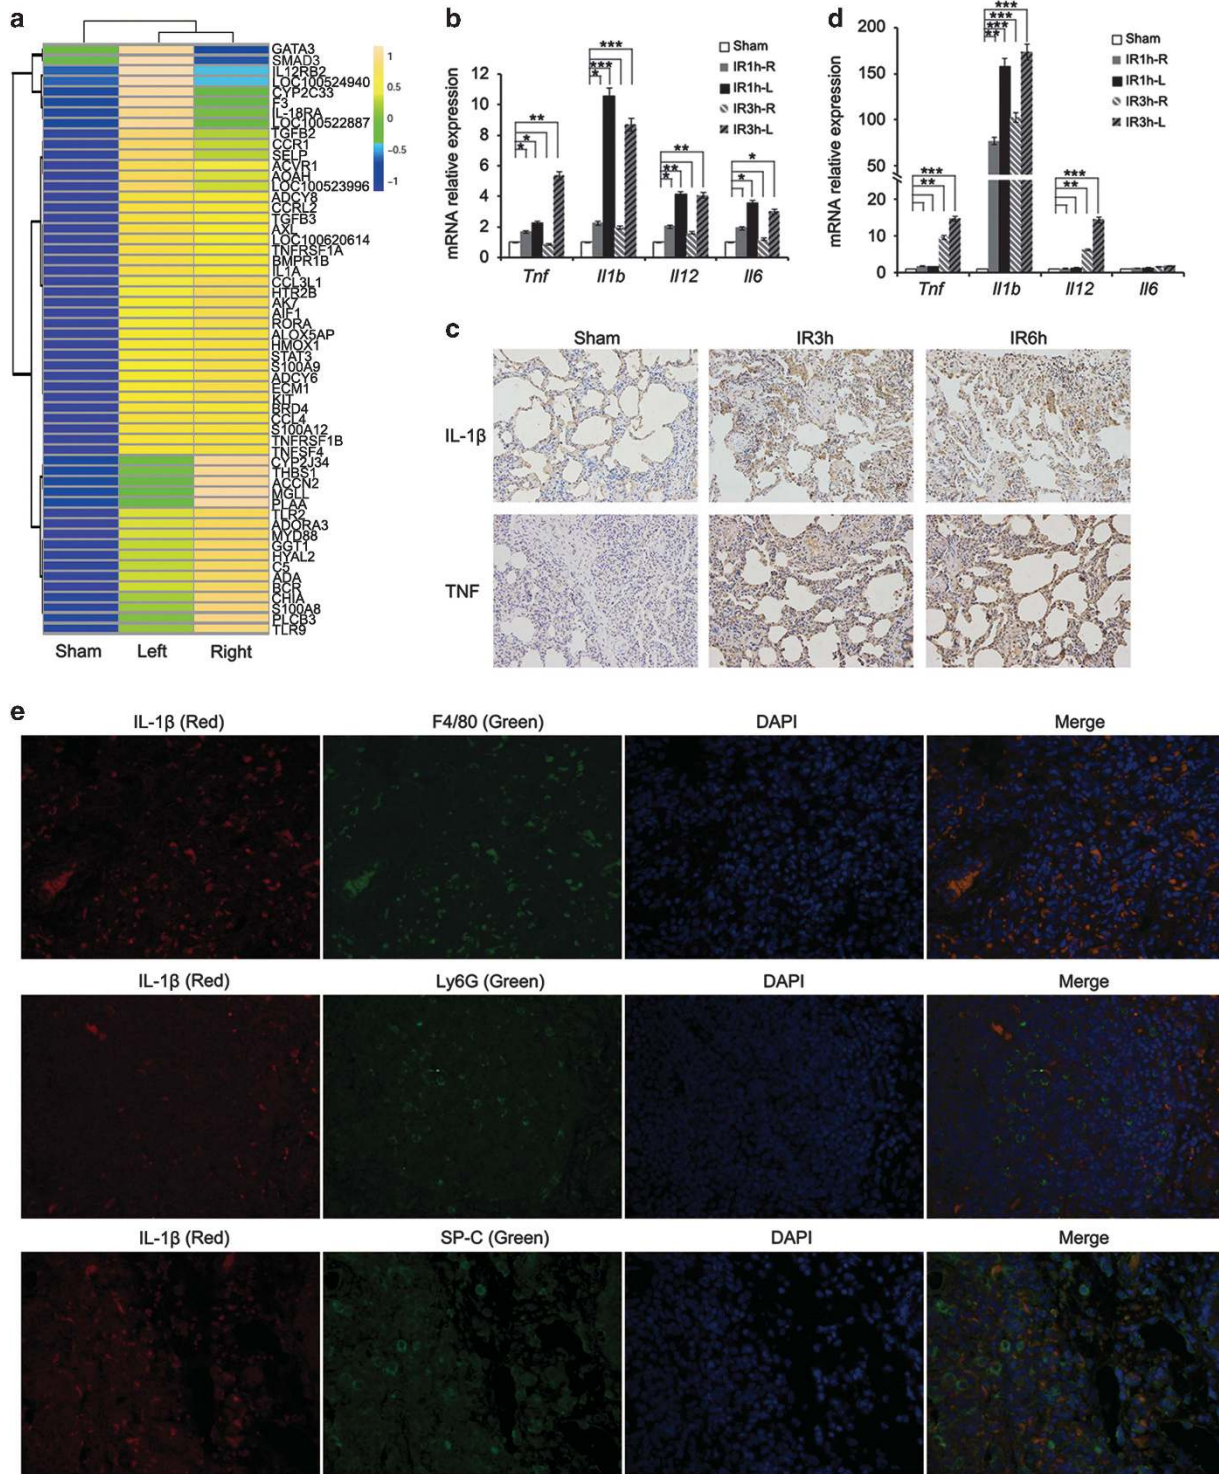 a
GATA3
SMAD3
IL12RB2
LOC100524940
CYP2C33
F3
IL-18RA
LOC100522887
TGFB2
CCR1
SELP
ACVR1
AOAH
LOC100523996
ADCY8
CCRL2
TGFB3
AXL
LOC100620614
TNFRSF1A
BMPR1B
IL1A
CCL3L1
HTR2B
AK7
AIF1
RORA
ALOX5AP
HMOX1
STAT3
S100A9
ADCY6
ECM1
KIT
BRD4
CCL4
S100A12
TNFRSF1B
TNFSF4
CYP2J34
THBS1
ACCN2
MGLL
PLAA
TLR2
ADORA3
MYD88
GGT1
HYAL2
C5
ADA
BCR
CHIA
S100A8
PLCB3
TLR9
1
0.5
0
−0.5
−1
Sham Left Right
b
mRNA relative expression
12
10
8
6
4
2
0
Sham
IR1h-R
IR1h-L
IR3h-R
IR3h-L
* * **
* *** ***
* ** **
* *
Tnf Il1b Il12 Il6
d
mRNA relative expression
200
150
100
50
20
10
0
Sham
IR1h-R
IR1h-L
IR3h-R
IR3h-L
** ***
** *** *** ***
** ***
Tnf Il1b Il12 Il6
c
Sham IR3h IR6h
IL-1β
TNF
e
IL-1β (Red) F4/80 (Green) DAPI Merge
IL-1β (Red) Ly6G (Green) DAPI Merge
IL-1β (Red) SP-C (Green) DAPI Merge